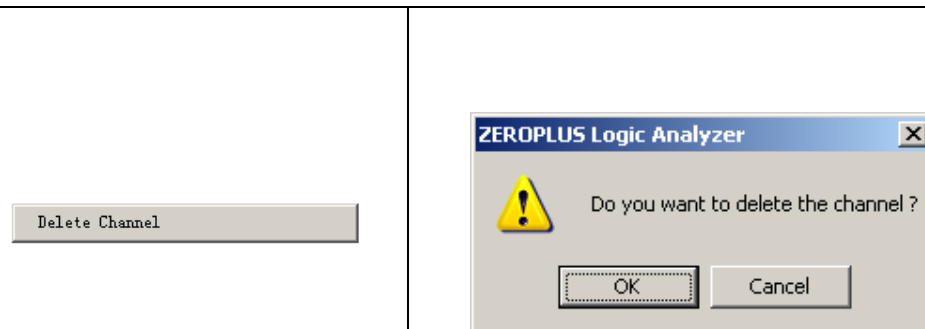 Delete Channel
ZEROPLUS Logic Analyzer
Do you want to delete the channel ?
OK
Cancel